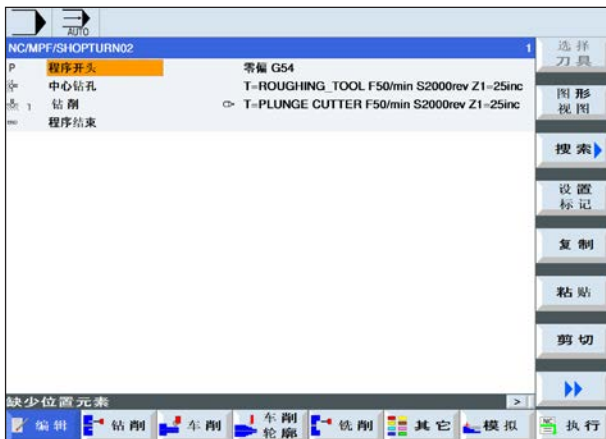 AUTO
NC/MPF/SHOPTURN02 1
P 程序开头 零偏 G54
中心钻孔 T=ROUGHING_TOOL F50/min S2000rev Z1=25inc
1 钻 削 T=PLUNGE CUTTER F50/min S2000rev Z1=25inc
END 程序结束
缺少位置元素 >
选 择
刀 具
图 形
视 图
搜 索
设 置
标 记
复 制
粘 贴
剪 切
编 辑
钻 削
车 削
车 削
轮 廓
铣 削
其 它
模 拟
执 行